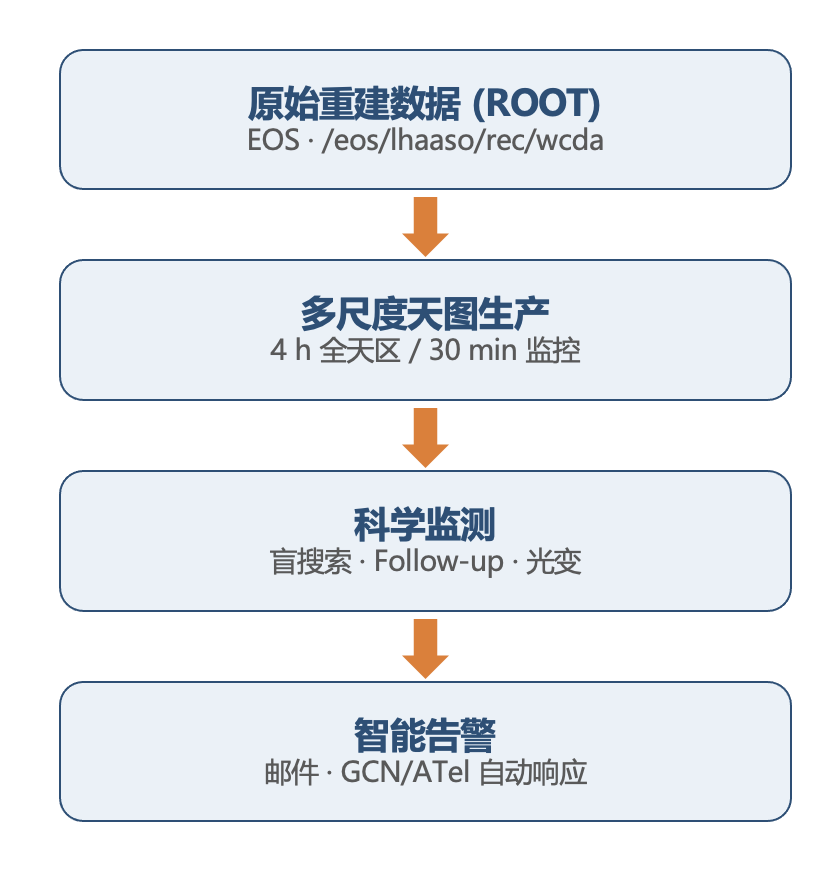 原始重建数据 (ROOT)
EOS · /eos/lhaaso/rec/wcda
多尺度天图生产
4 h 全天区 / 30 min 监控
科学监测
盲搜索 · Follow-up · 光变
智能告警
邮件 · GCN/ATel 自动响应